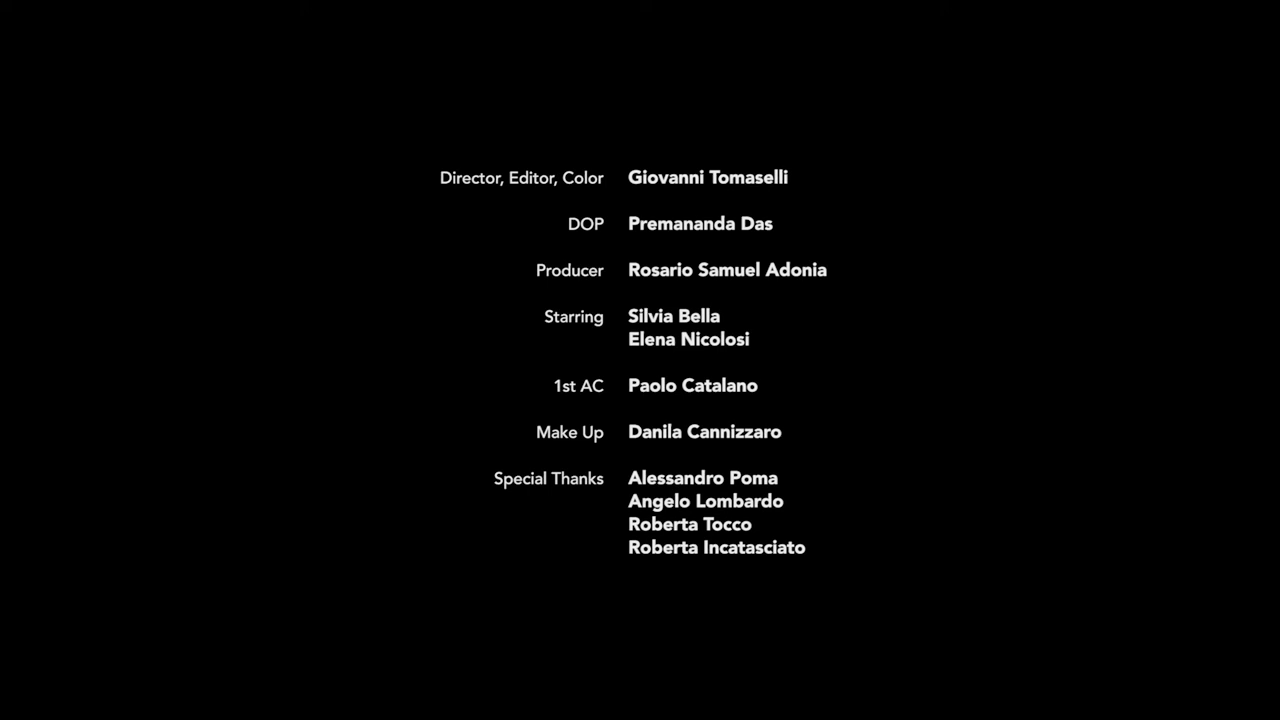 Director, Editor, Color Giovanni Tomaselli
DOP Premananda Das
Producer Rosario Samuel Adonia
Starring Silvia Bella
Elena Nicolosi
1st AC Paolo Catalano
Make Up Danila Cannizzaro
Special Thanks Alessandro Poma
Angelo Lombardo
Roberta Tocco
Roberta Incatasciato